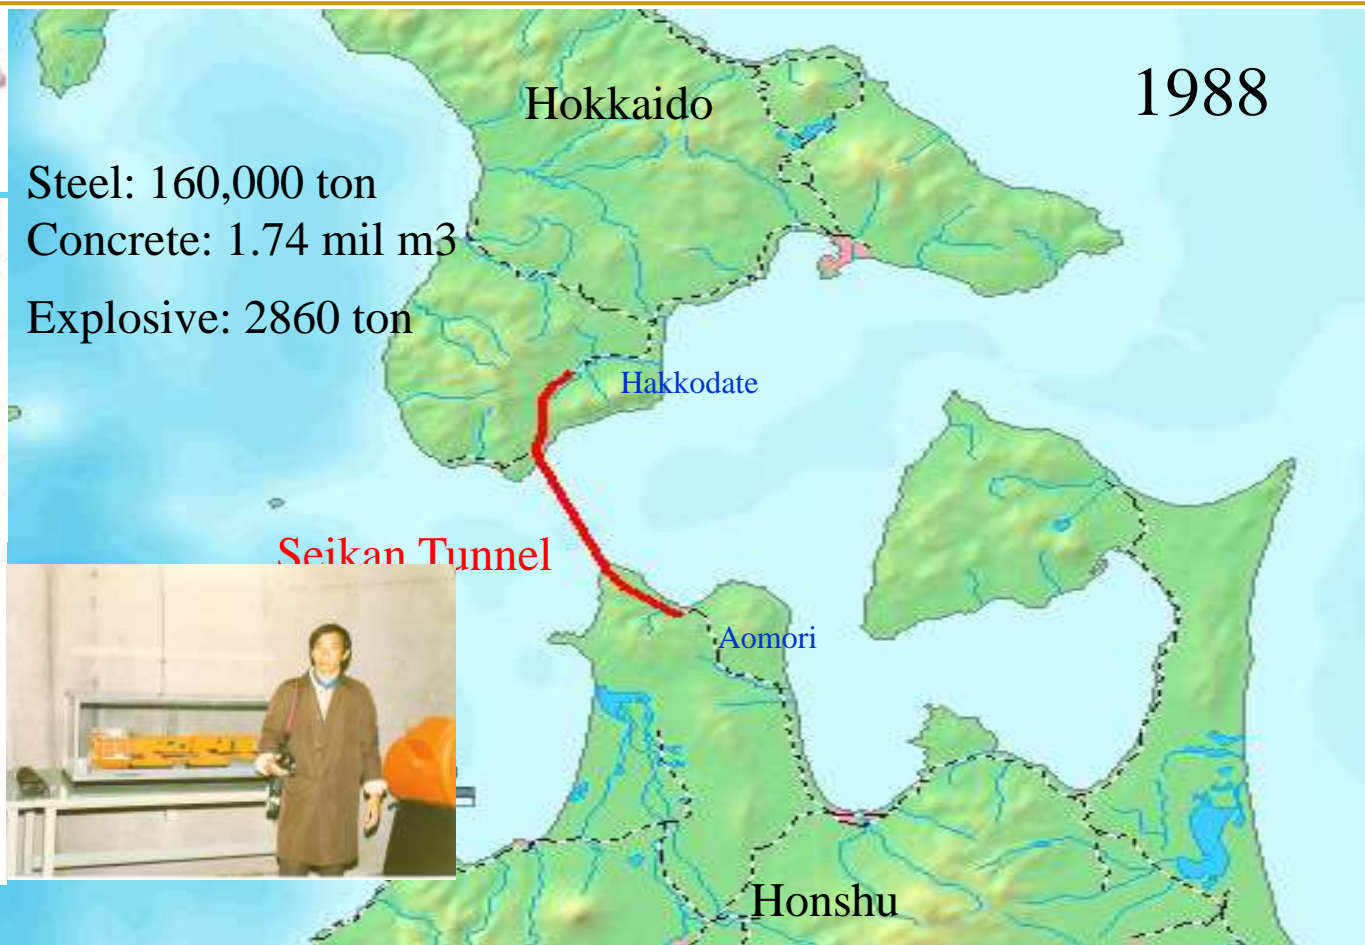 Hokkaido
1988
Steel: 160,000 ton
Concrete: 1.74 mil m3
Explosive: 2860 ton
Hakkodate
Seikan Tunnel
Aomori
Honshu